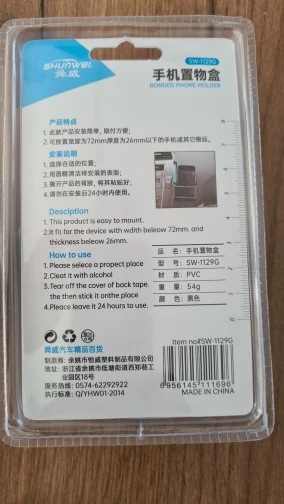 SHUNWEI
舜威
SW-1129G
手机置物盒
BONDED PHONE HOLDER
产品特点
1. 此款产品安装简单，取付方便；
2.可放置宽度为72mm厚度为26mm以下的手机或其它物品。
安装说明
1. 选择合适的位置；
2.用酒精清洁待安装的表面；
3.撕开产品的背胶，将其粘贴好；
4.请勿在安装后24小时内使用。
Desciption
1. This product is easy to mount.
2.It fit for the device with wdith beleow 72mm. and
thickness beleow 26mm.
How to use
1.Please selece a propect place
2.Cleat it with alcohol
3.Tear off the cover of back tape.
the then stick it onthe place
4.Pleace leave it 24 hours to use.
品 名：手机置物盒
型 号：SW-1129G
材 质：PVC
重 量：54g
颜 色：黑色
舜威汽车精品百货
制造商：余姚市恒威塑料制品有限公司
地址：浙江省余姚市低塘街道西郑巷工
业园区18号
服务热线：0574-62292922
执行标准：Q/YHW01-2014
Item no#SW-1129G
6956145111696
MADE IN CHINA